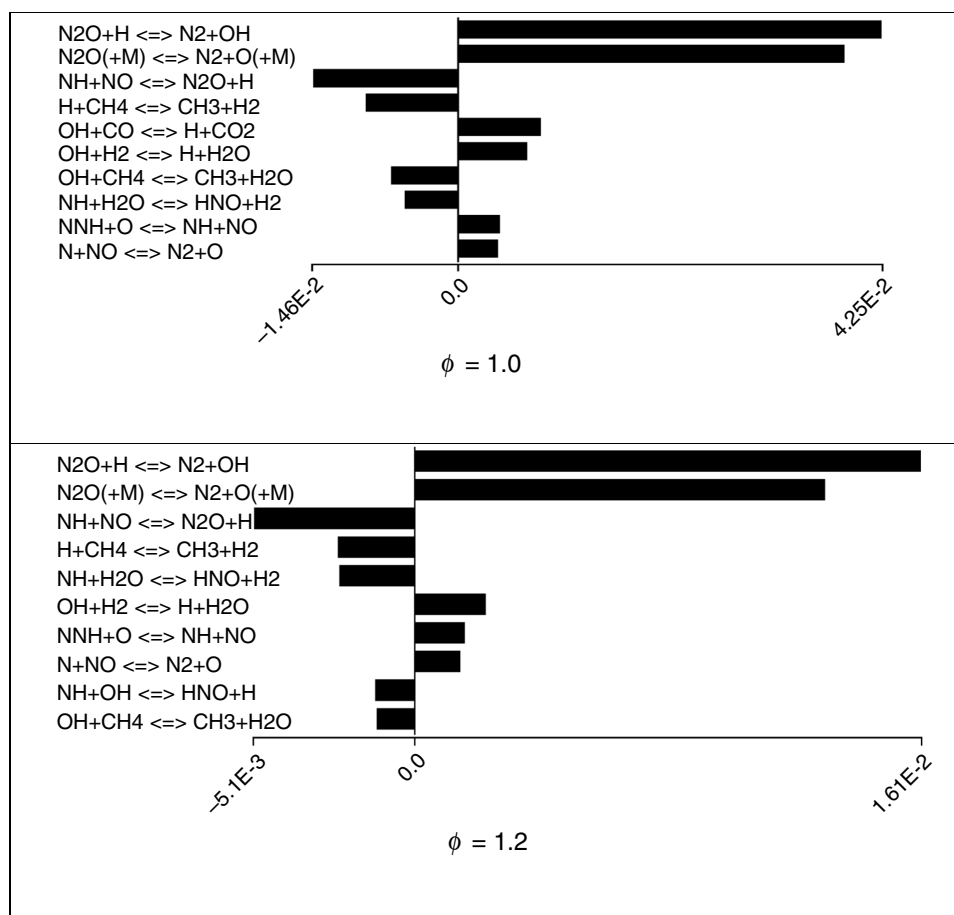 N2O+H <=> N2+OH
N2O(+M) <=> N2+O(+M)
NH+NO <=> N2O+H
H+CH4 <=> CH3+H2
OH+CO <=> H+CO2
OH+H2 <=> H+H2O
OH+CH4 <=> CH3+H2O
NH+H2O <=> HNO+H2
NNH+O <=> NH+NO
N+NO <=> N2+O
−1.46E-2
0.0
4.25E-2
ϕ = 1.0
N2O+H <=> N2+OH
N2O(+M) <=> N2+O(+M)
NH+NO <=> N2O+H
H+CH4 <=> CH3+H2
NH+H2O <=> HNO+H2
OH+H2 <=> H+H2O
NNH+O <=> NH+NO
N+NO <=> N2+O
NH+OH <=> HNO+H
OH+CH4 <=> CH3+H2O
−5.1E-3
0.0
1.61E-2
ϕ = 1.2